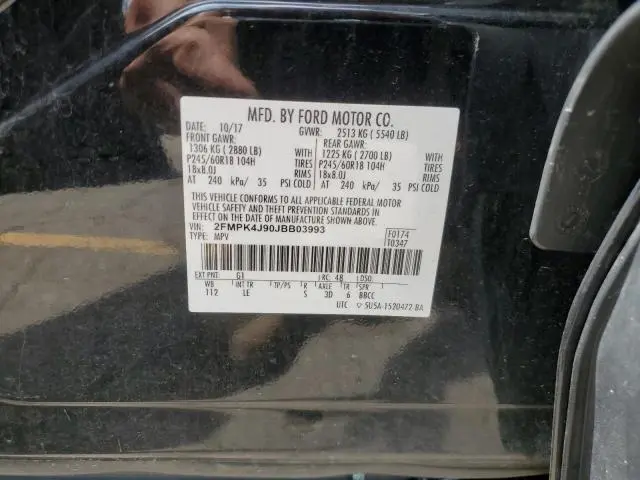 MFD. BY FORD MOTOR CO.
DATE: 10/17 GVWR: 2513 KG ( 5540 LB)
FRONT GAWR: REAR GAWR:
1306 KG ( 2880 LB) WITH 1225 KG ( 2700 LB) WITH
P245/60R18 104H TIRES P245/60R18 104H TIRES
18x8.0J RIMS 18x8.0J RIMS
AT 240 kPa/ 35 PSI COLD AT 240 kPa/ 35 PSI COLD
THIS VEHICLE CONFORMS TO ALL APPLICABLE FEDERAL MOTOR
VEHICLE SAFETY AND THEFT PREVENTION STANDARDS IN
EFFECT ON THE DATE OF MANUFACTURE SHOWN ABOVE.
VIN: 2FMPK4J90JBB03993 F0174
TYPE: MPV T0347
EXT PNT: G1 RC: 48 DSO:
WB INT TR TP/PS R AXLE TR SPR
112 LE S 3D 6 BBCC
UTC ▽ 5U5A-1520472-BA